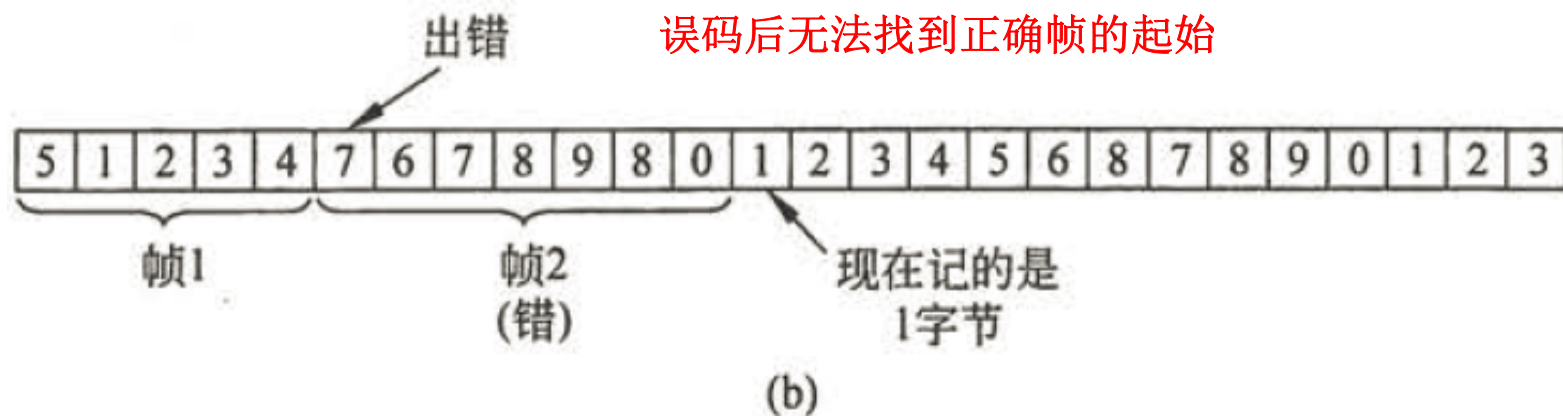 出错 误码后无法找到正确帧的起始
5 1 2 3 4 7 6 7 8 9 8 0 1 2 3 4 5 6 8 7 8 9 0 1 2 3
帧1 帧2 现在记的是
(错) 1字节
(b)